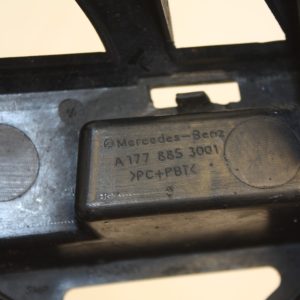 Mercedes-Benz
A 177 885 3001
>PC+PBT<